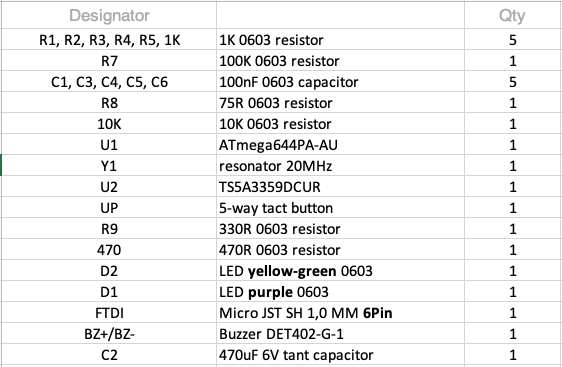 Designator Qty
R1, R2, R3, R4, R5, 1K 1K 0603 resistor 5
R7 100K 0603 resistor 1
C1, C3, C4, C5, C6 100nF 0603 capacitor 5
R8 75R 0603 resistor 1
10K 10K 0603 resistor 1
U1 ATmega644PA-AU 1
Y1 resonator 20MHz 1
U2 TS5A3359DCUR 1
UP 5-way tact button 1
R9 330R 0603 resistor 1
470 470R 0603 resistor 1
D2 LED yellow-green 0603 1
D1 LED purple 0603 1
FTDI Micro JST SH 1,0 MM 6Pin 1
BZ+/BZ- Buzzer DET402-G-1 1
C2 470uF 6V tant capacitor 1